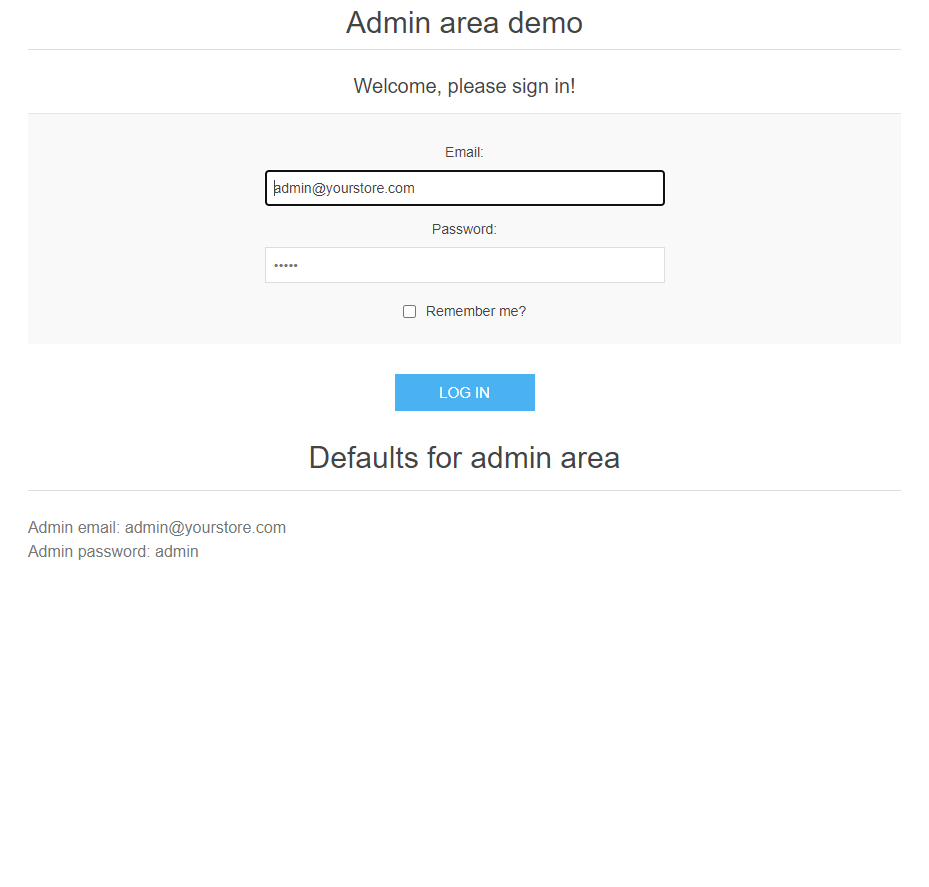 Admin area demo
Welcome, please sign in!
Email:
admin@yourstore.com
Password:
•••••
Remember me?
LOG IN
Defaults for admin area
Admin email: admin@yourstore.com
Admin password: admin